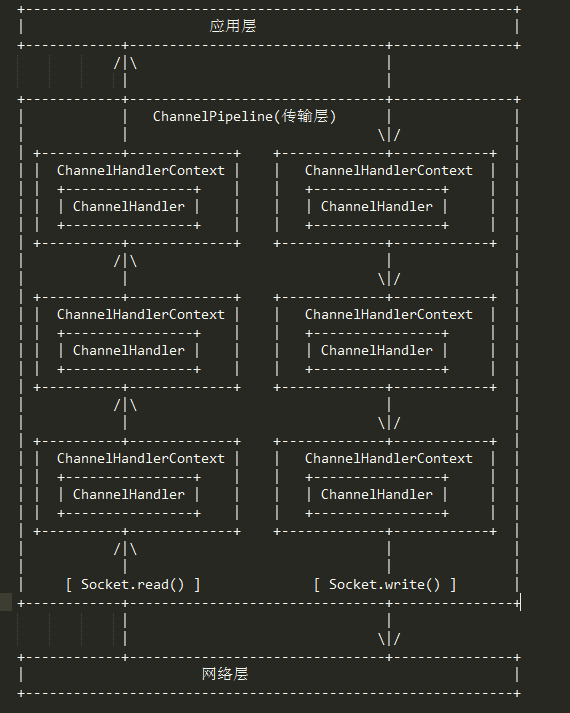 应用层
ChannelPipeline(传输层)
ChannelHandlerContext ChannelHandlerContext
ChannelHandler ChannelHandler
ChannelHandlerContext ChannelHandlerContext
ChannelHandler ChannelHandler
ChannelHandlerContext ChannelHandlerContext
ChannelHandler ChannelHandler
[ Socket.read() ] [ Socket.write() ]
网络层